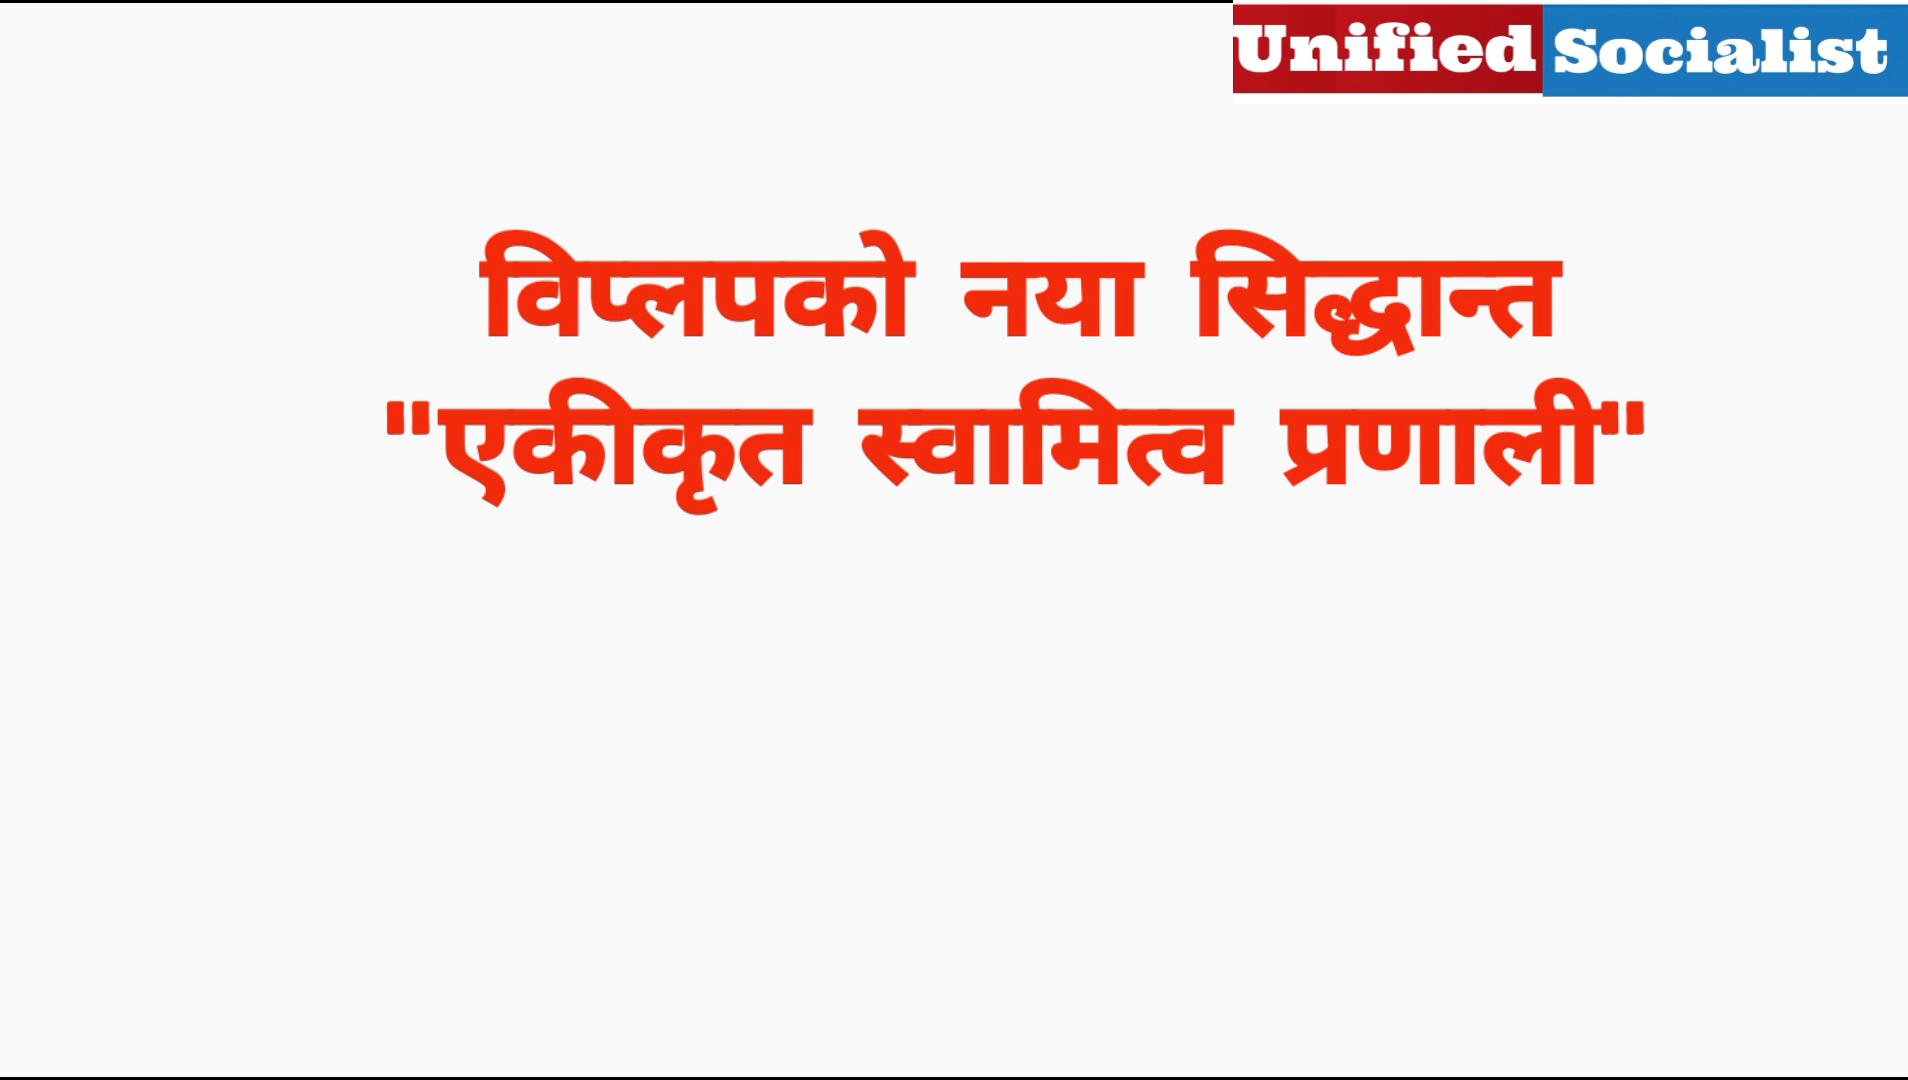 Unified Socialist
विप्लपको नया सिद्धान्त
"एकीकृत स्वामित्व प्रणाली"